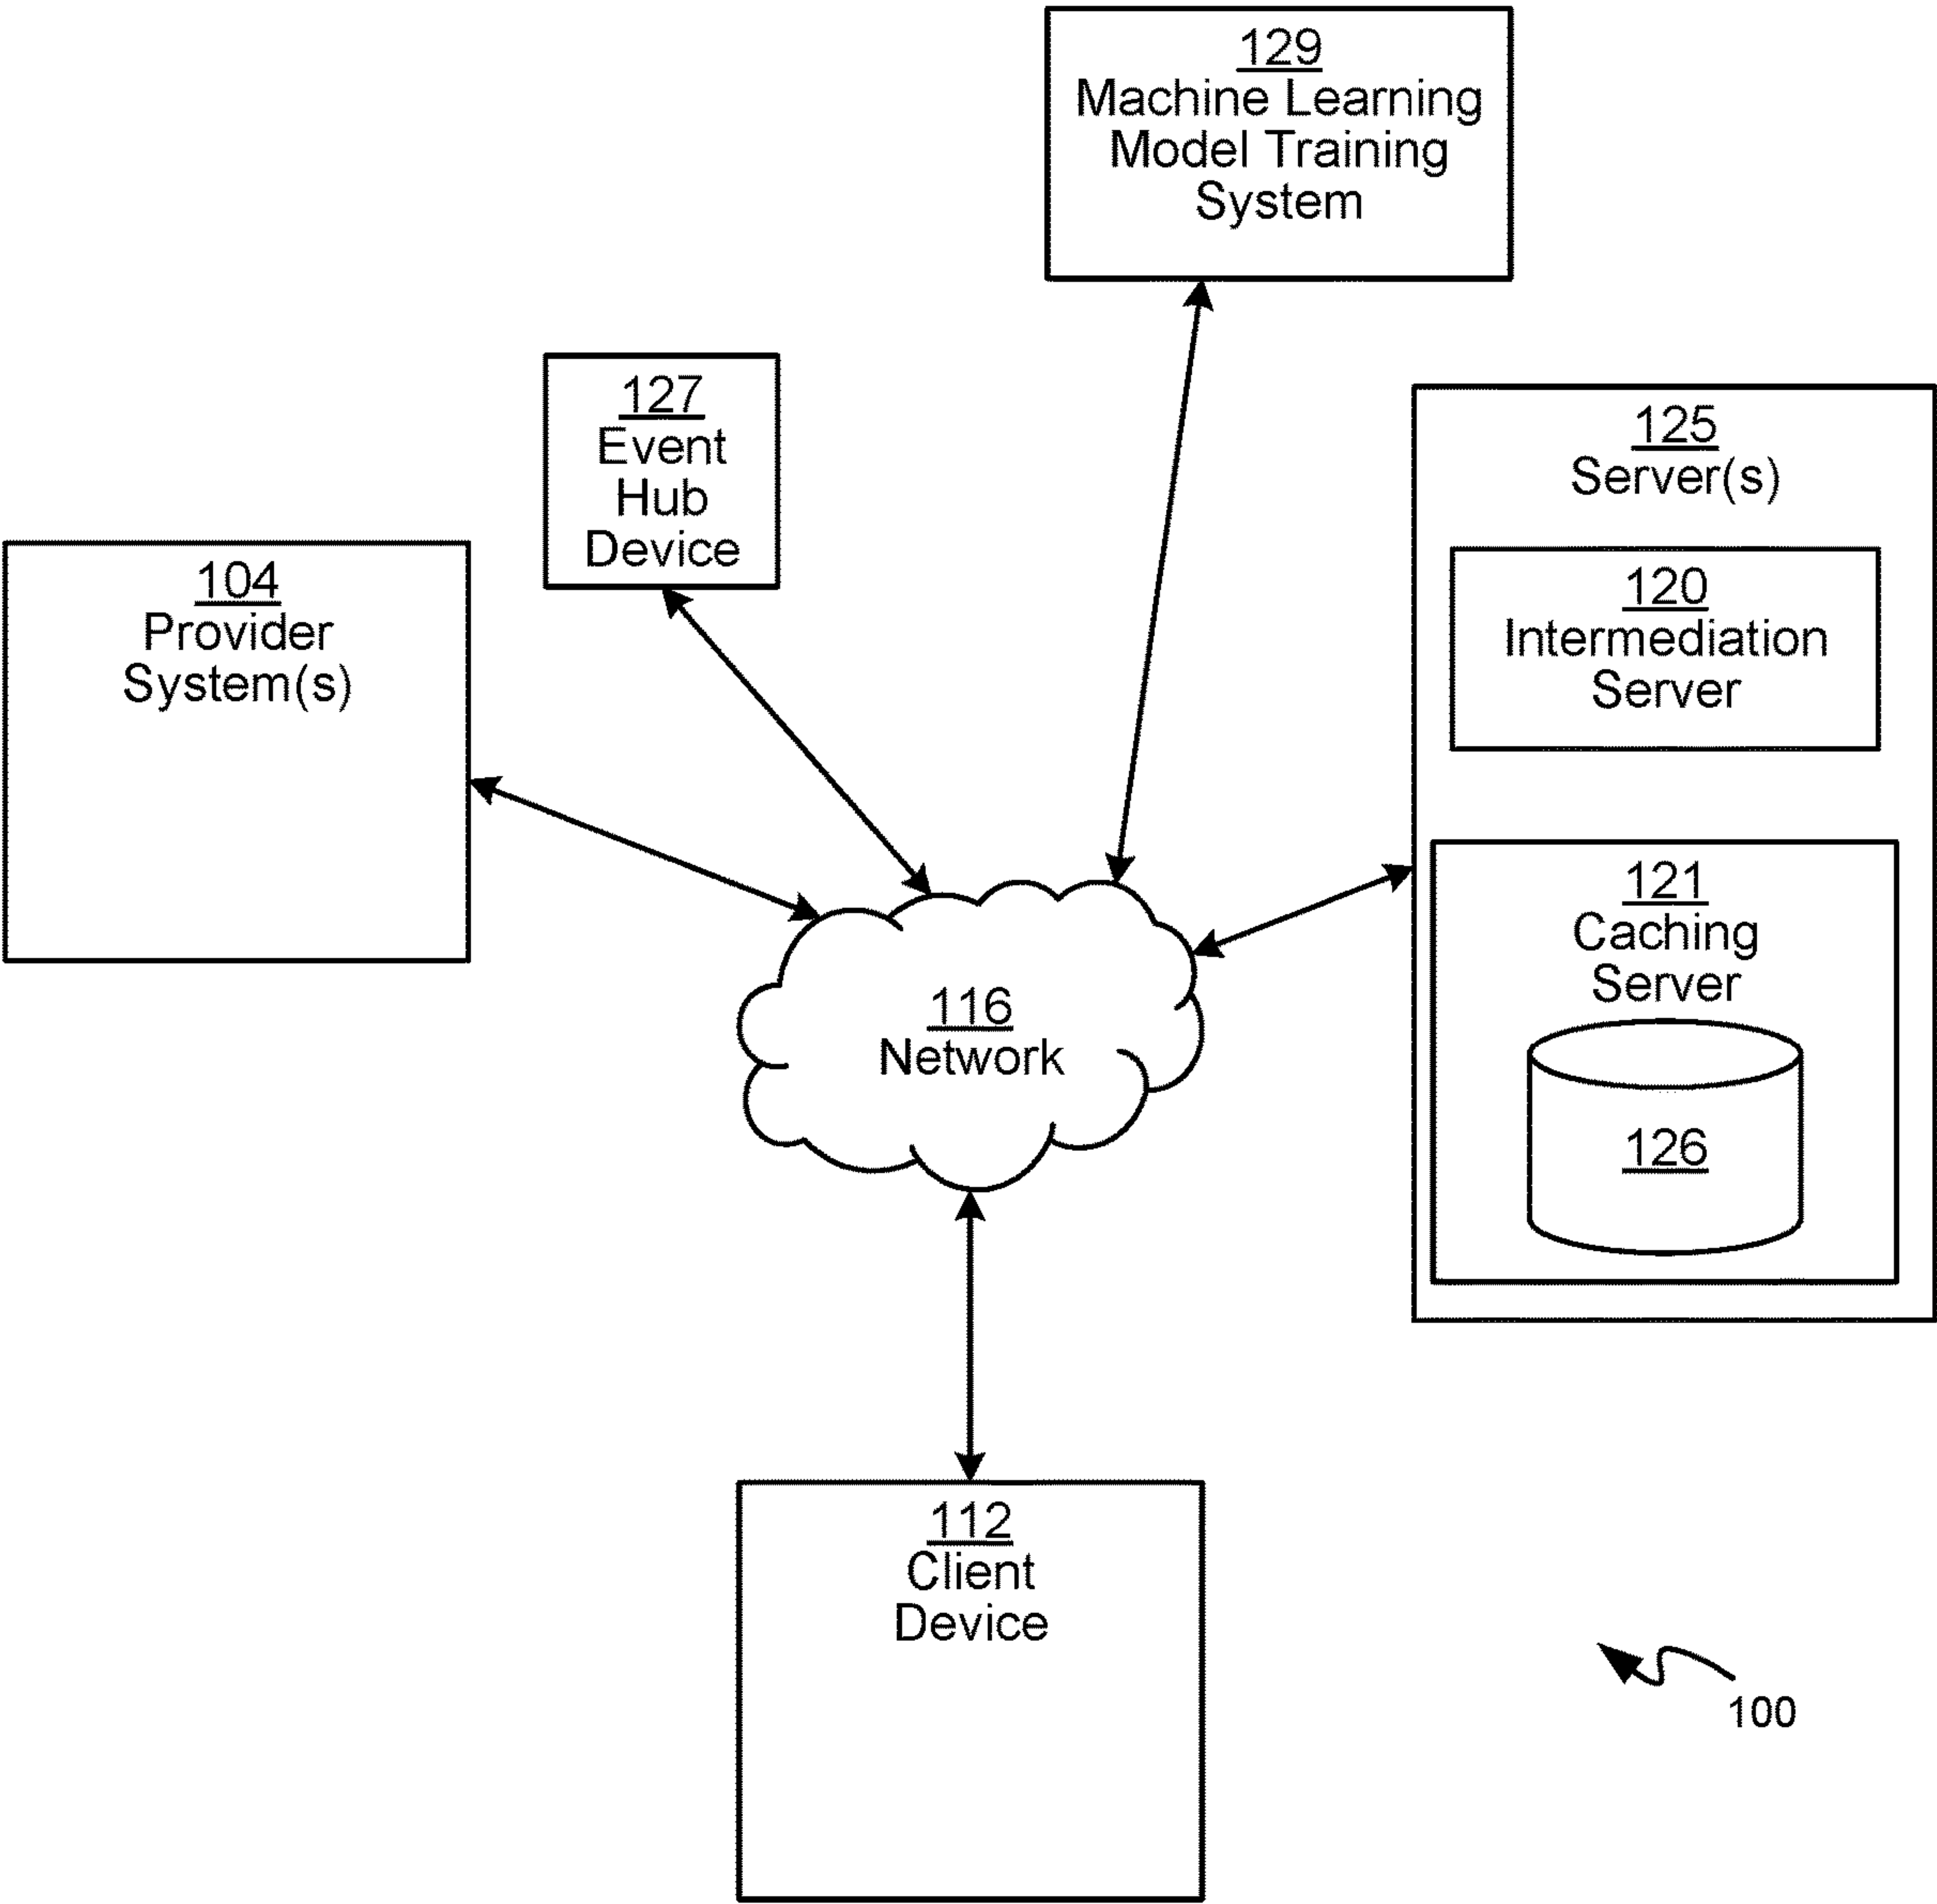 129
Machine Learning
Model Training
System
127
Event
Hub
Device
125
Server(s)
104
Provider
System(s)
120
Intermediation
Server
121
Caching
Server
116
Network
126
112
Client
Device
100